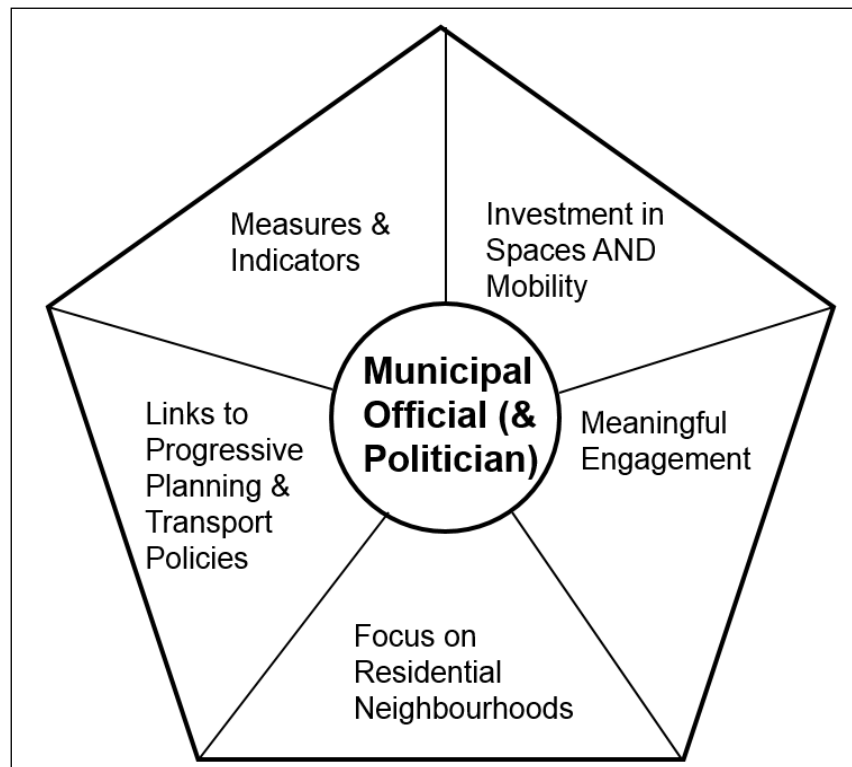 Measures &
Indicators
Investment in
Spaces AND
Mobility
Municipal
Official (&
Politician)
Links to
Progressive
Planning &
Transport
Policies
Meaningful
Engagement
Focus on
Residential
Neighbourhoods